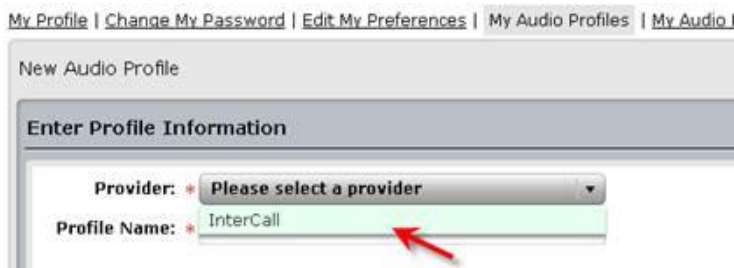 My Profile | Change My Password | Edit My Preferences | My Audio Profiles | My Audio
New Audio Profile
Enter Profile Information
Provider: * Please select a provider
InterCall
Profile Name: *